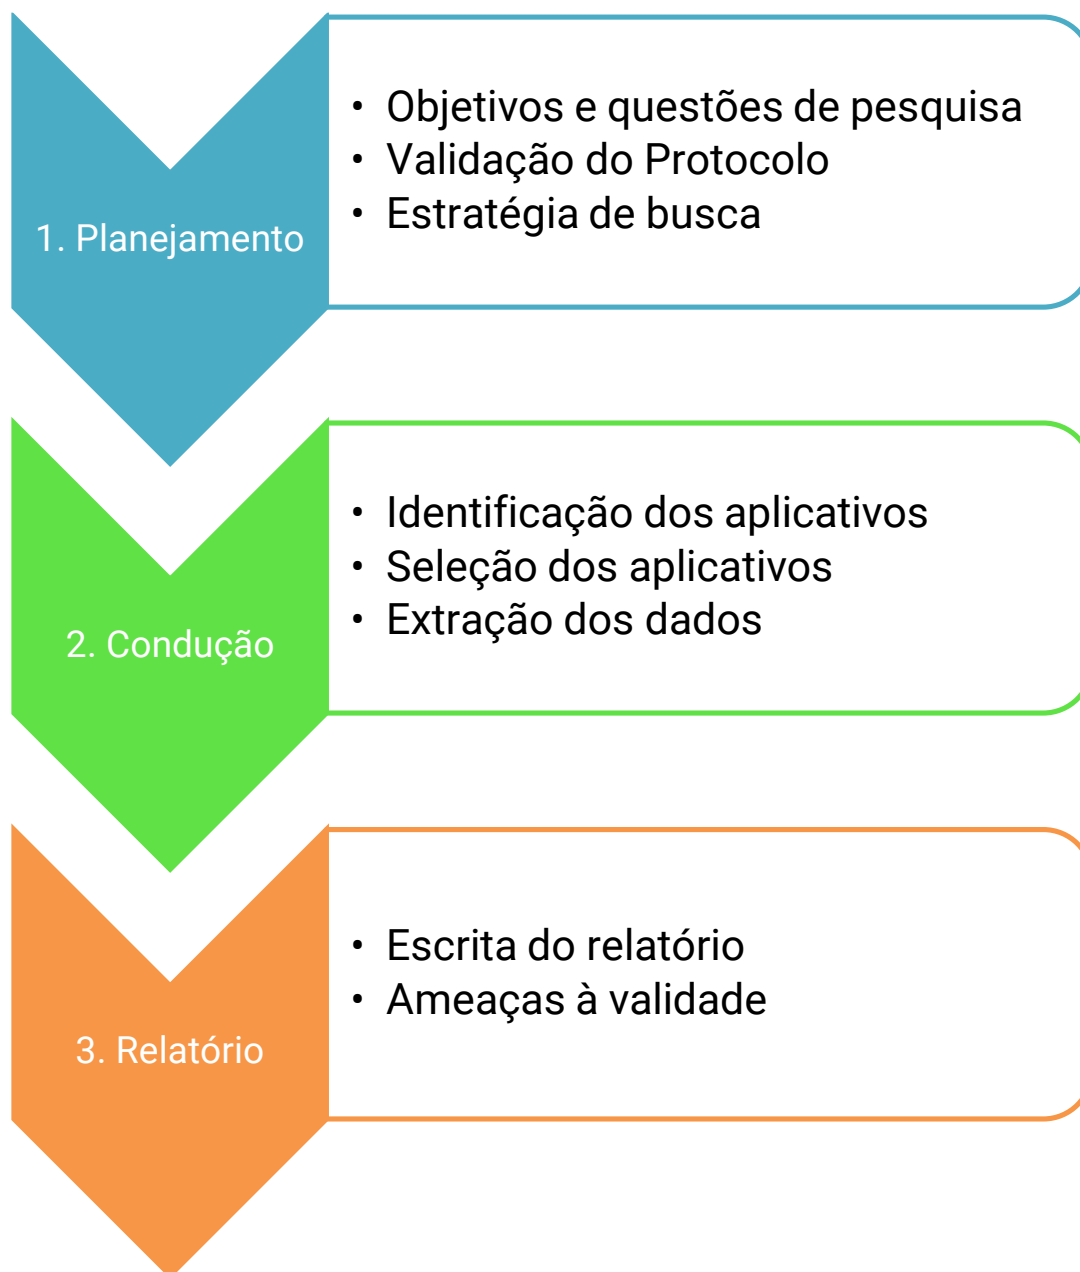 1. Planejamento
• Objetivos e questões de pesquisa
• Validação do Protocolo
• Estratégia de busca
2. Condução
• Identificação dos aplicativos
• Seleção dos aplicativos
• Extração dos dados
3. Relatório
• Escrita do relatório
• Ameaças à validade